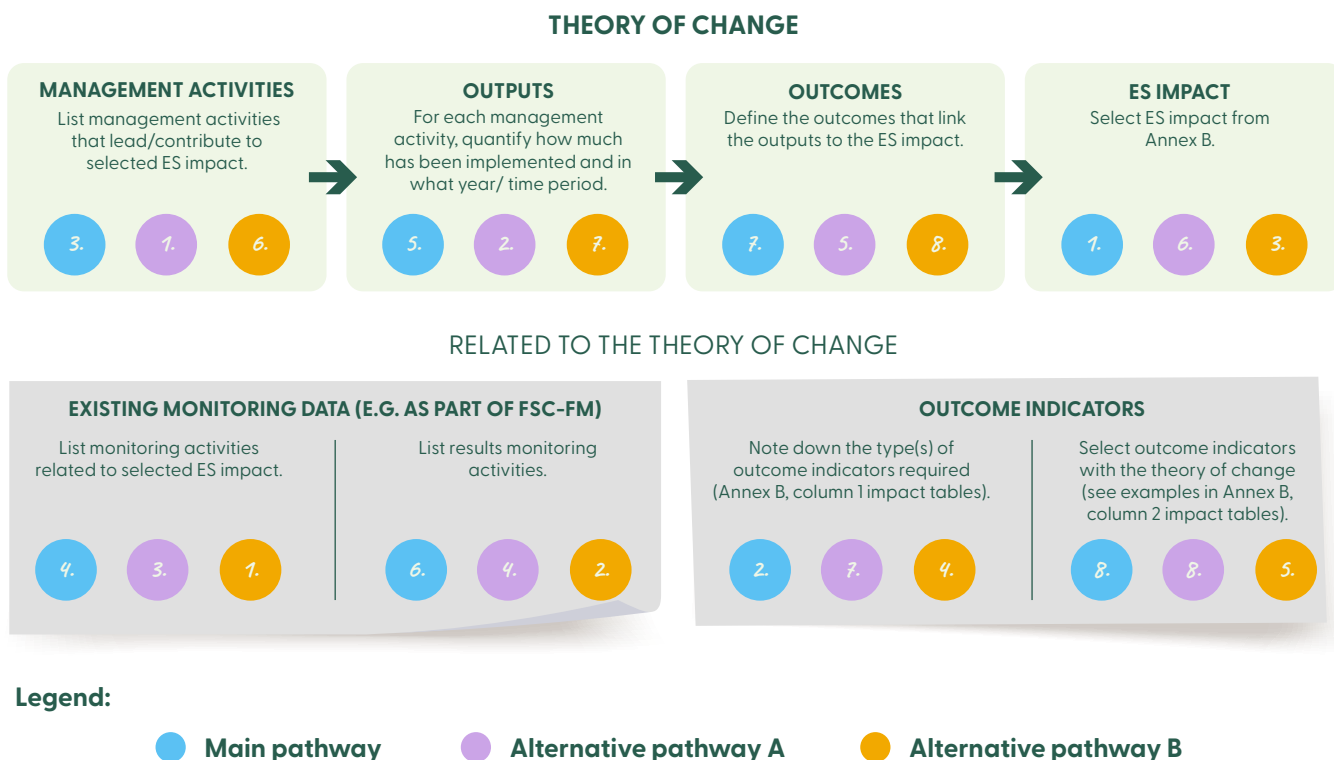 THEORY OF CHANGE
MANAGEMENT ACTIVITIES
List management activities
that lead/contribute to
selected ES impact.
3. 1. 6.
OUTPUTS
For each management
activity, quantify how much
has been implemented and in
what year/ time period.
5. 2. 7.
OUTCOMES
Define the outcomes that link
the outputs to the ES impact.
7. 5. 8.
ES IMPACT
Select ES impact from
Annex B.
1. 6. 3.
RELATED TO THE THEORY OF CHANGE
EXISTING MONITORING DATA (E.G. AS PART OF FSC-FM)
List monitoring activities
related to selected ES impact.
4. 3. 1.
List results monitoring
activities.
6. 4. 2.
OUTCOME INDICATORS
Note down the type(s) of
outcome indicators required
(Annex B, column 1 impact tables).
2. 7. 4.
Select outcome indicators
with the theory of change
(see examples in Annex B,
column 2 impact tables).
8. 8. 5.
Legend:
Main pathway
Alternative pathway A
Alternative pathway B